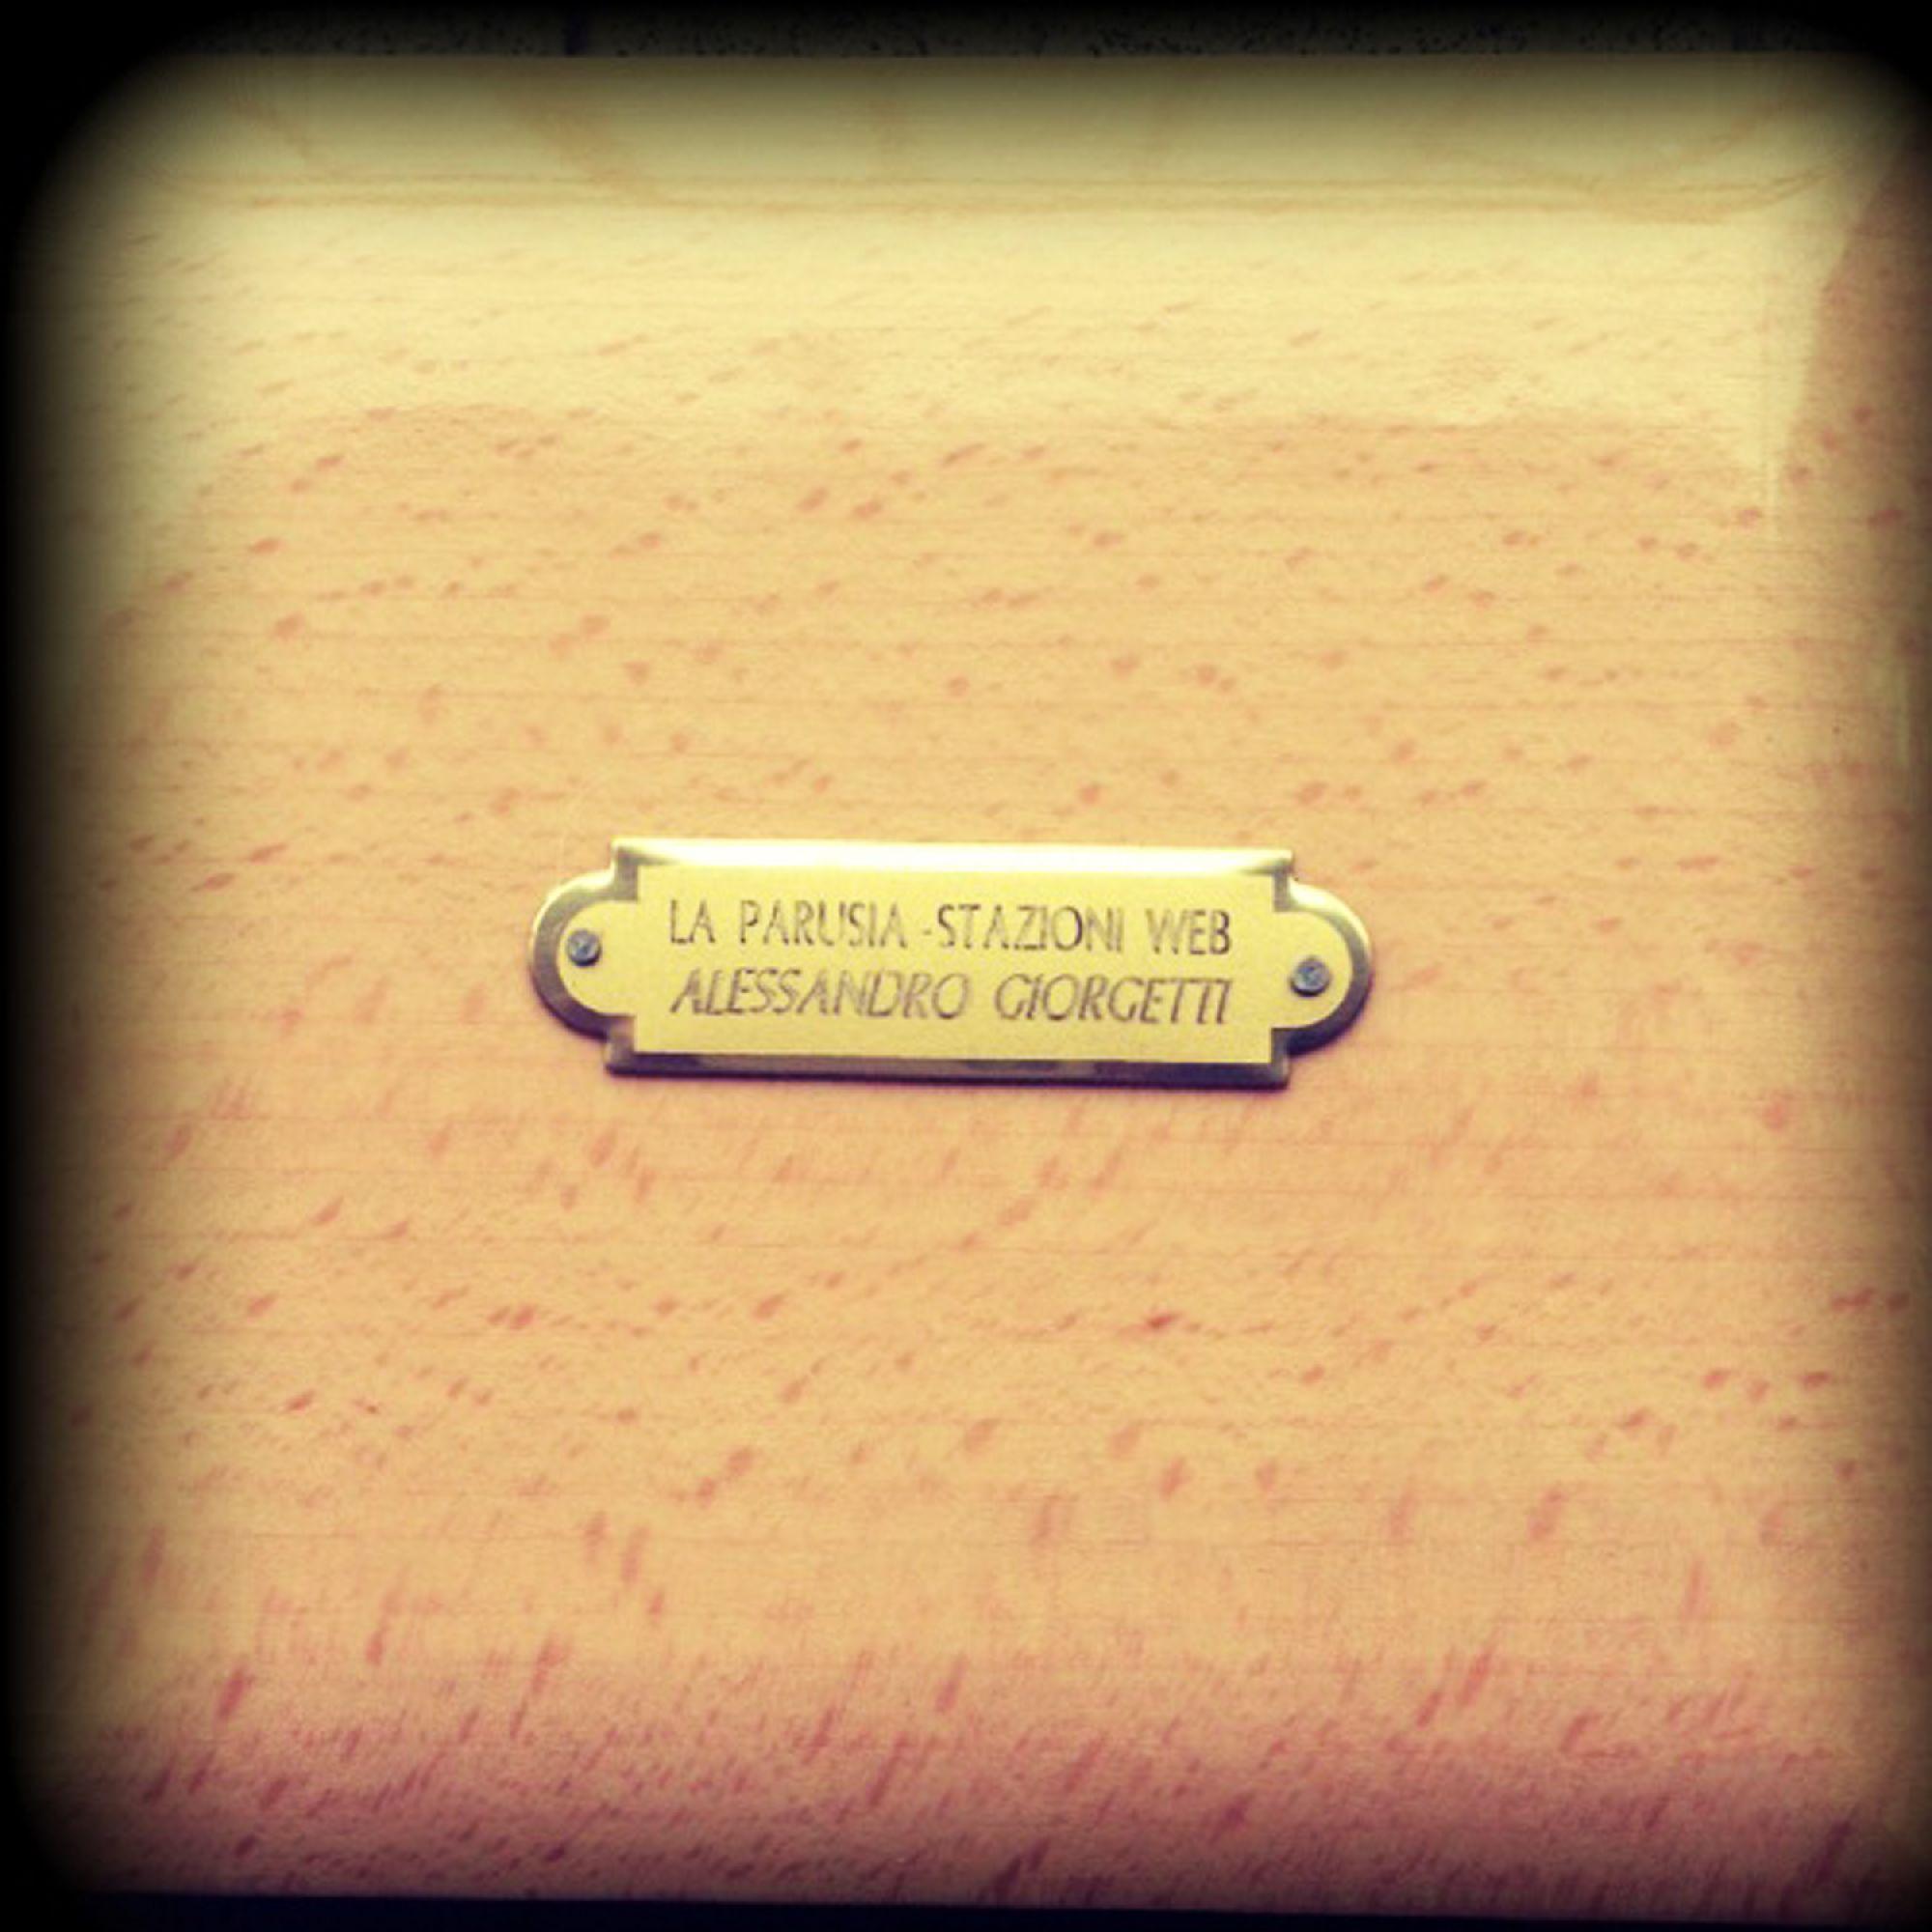 LA PARUSIA - STAZIONI WEB
ALESSANDRO GIORGETTI